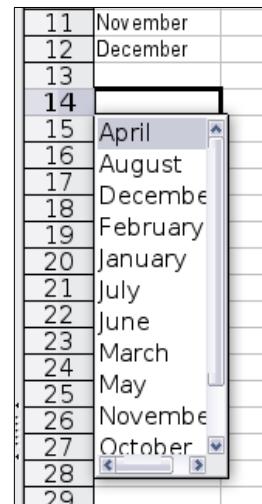 11 November
12 December
13
14
15 April
16 August
17 Decembe
18 February
19 January
20 July
21 June
22 March
23 May
24 Novembe
25 October
26
27
28
29